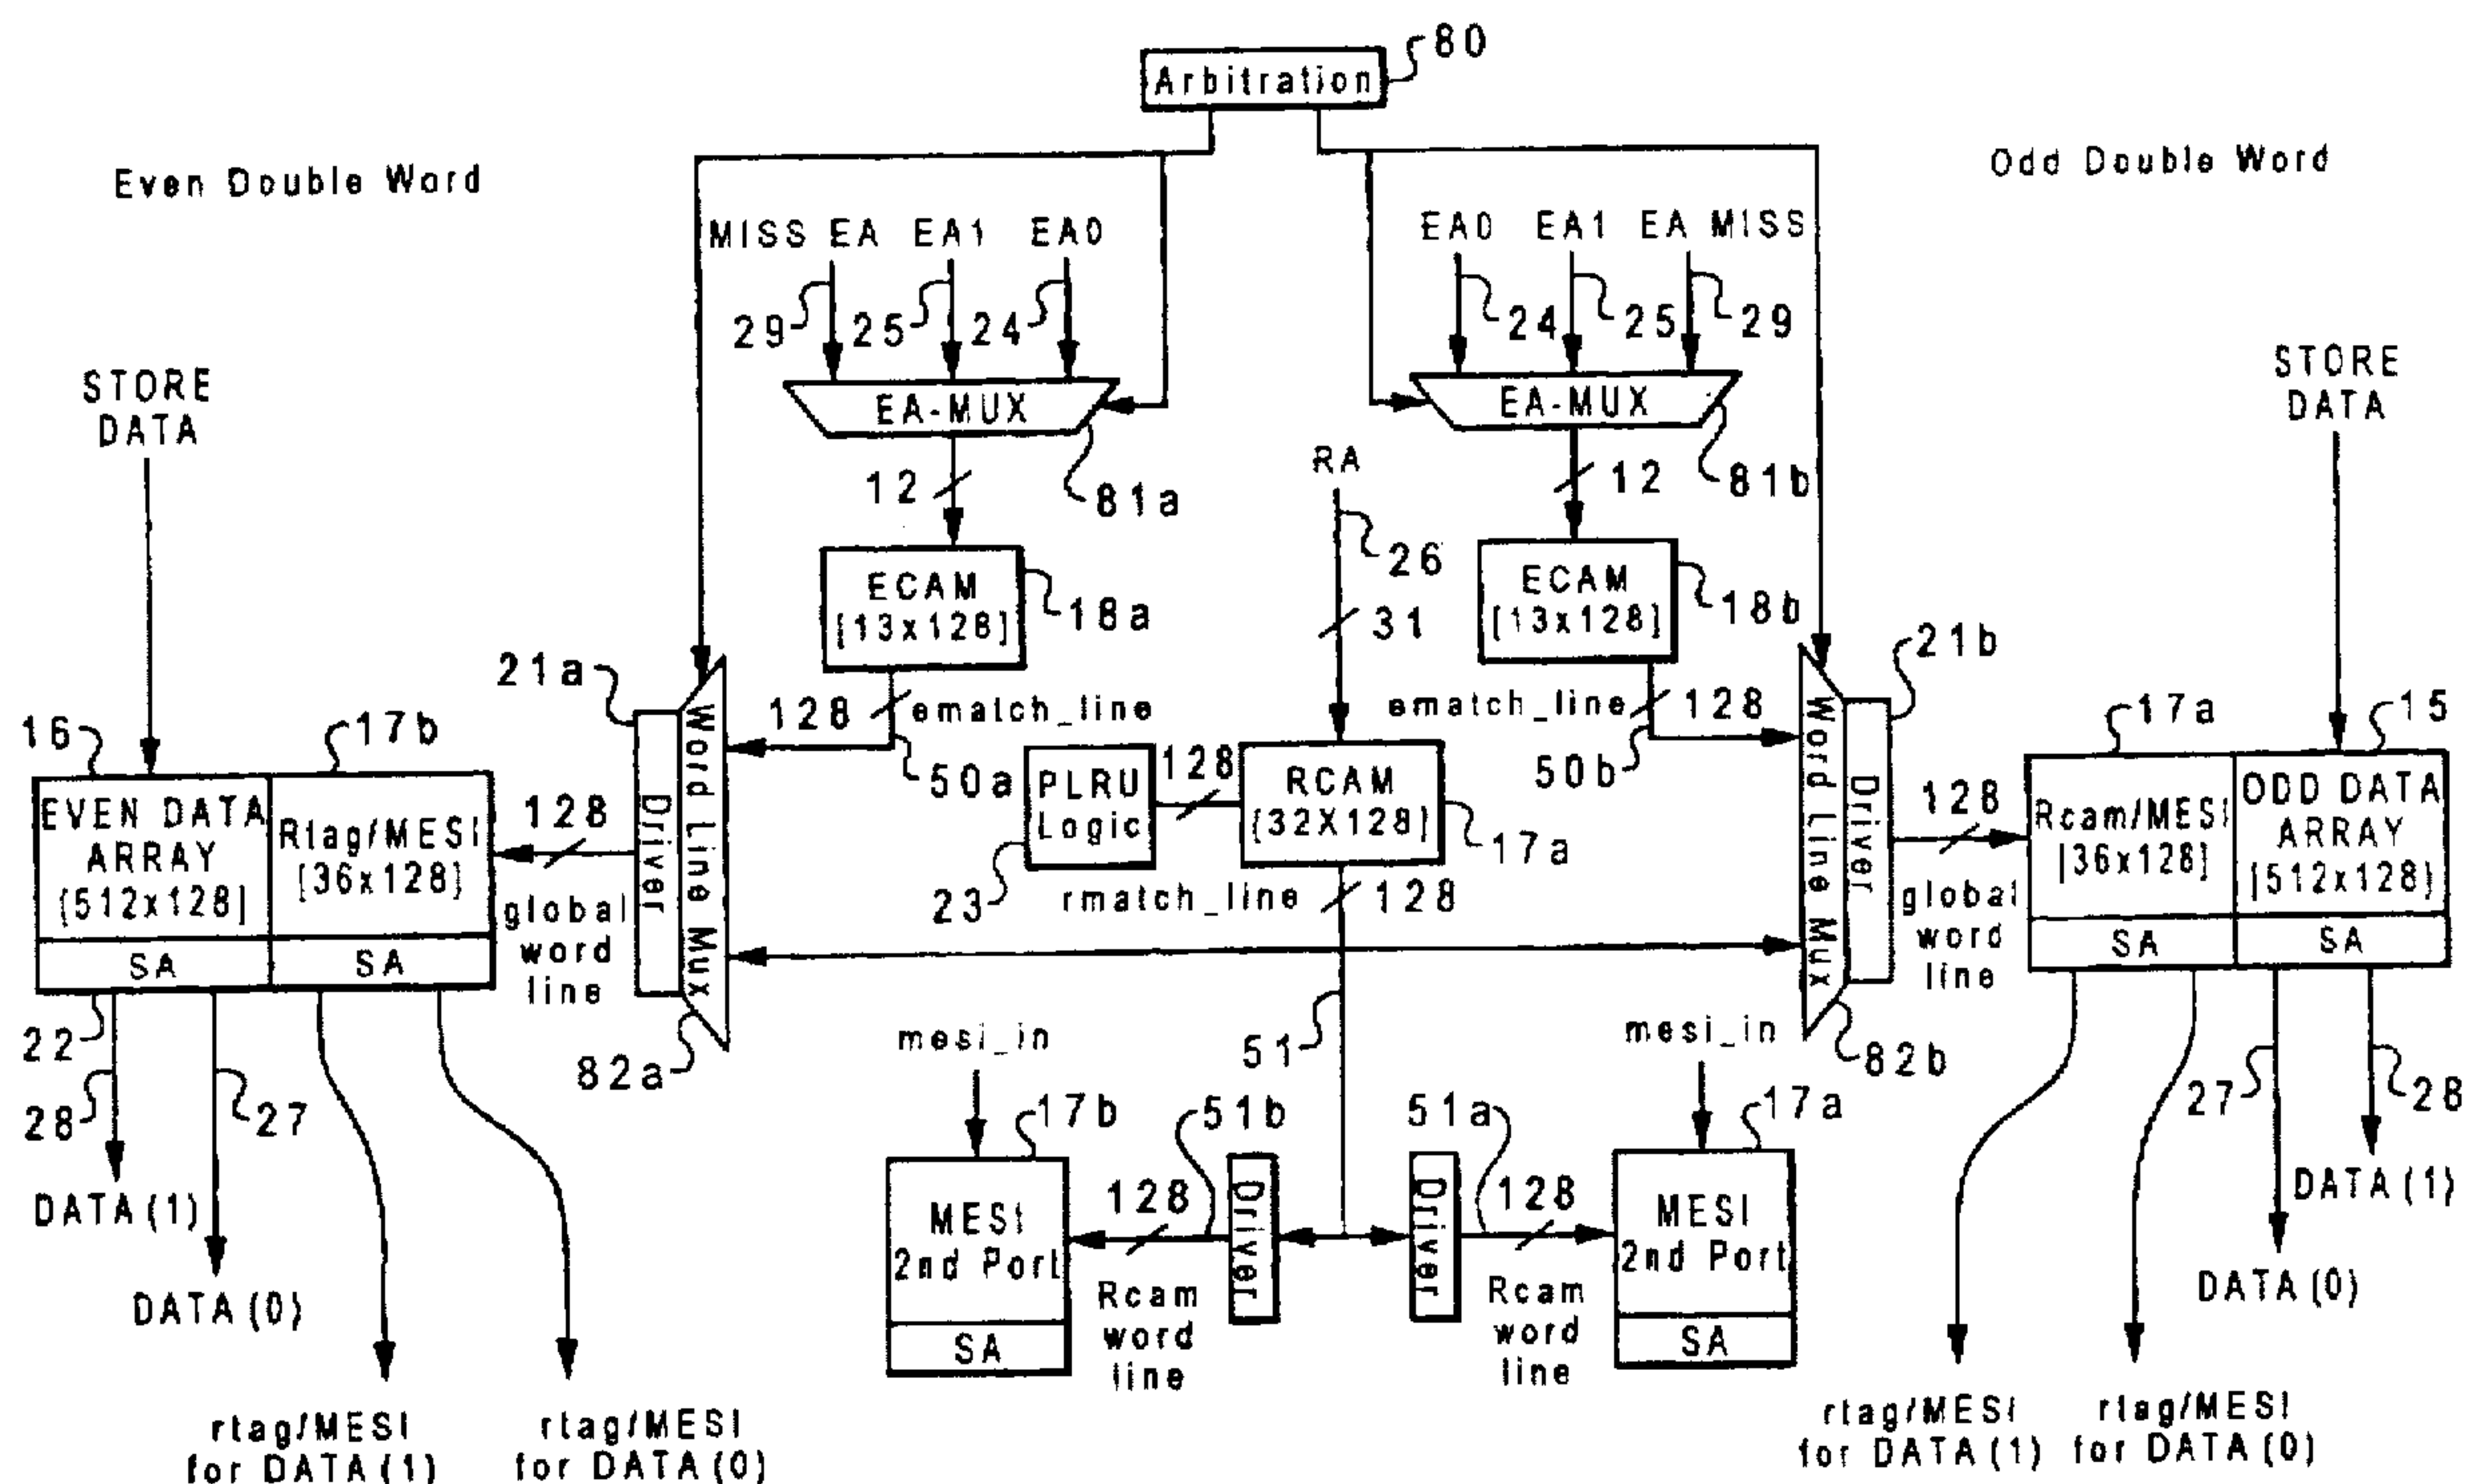 80
Arbitration
Even Double Word
Odd Double Word
MISS EA EA1 EA0
EA0 EA1 EA MISS
29 25 24
24 25 29
STORE
DATA
STORE
DATA
EA-MUX
EA-MUX
12
81a
RA
12
81b
26
ECAM
[13x128]
18a
31
ECAM
[13x128]
18b
21a
21b
128
ematch_line
ematch_line
128
16
17b
17a
15
50a
50b
PLRU
Logic
128
RCAM
[32X128]
17a
23
rmatch_line
128
EVEN DATA
ARRAY
[512x128]
Rtag/MESI
[36x128]
128
global
word
line
Driver
Word Line Mux
Word Line Mux
Driver
128
global
word
line
Rcam/MESI
[36x128]
ODD DATA
ARRAY
[512x128]
SA
SA
SA
SA
22
82a
82b
28
27
27
28
DATA(1)
DATA(0)
DATA(1)
DATA(0)
mesi_in
51
mesi_in
17b
51b
51a
17a
MESI
2nd Port
SA
128
Rcam
word
line
Driver
Driver
128
Rcam
word
line
MESI
2nd Port
SA
rtag/MESI
for DATA(1)
rtag/MESI
for DATA(0)
rtag/MESI
for DATA(1)
rtag/MESI
for DATA(0)